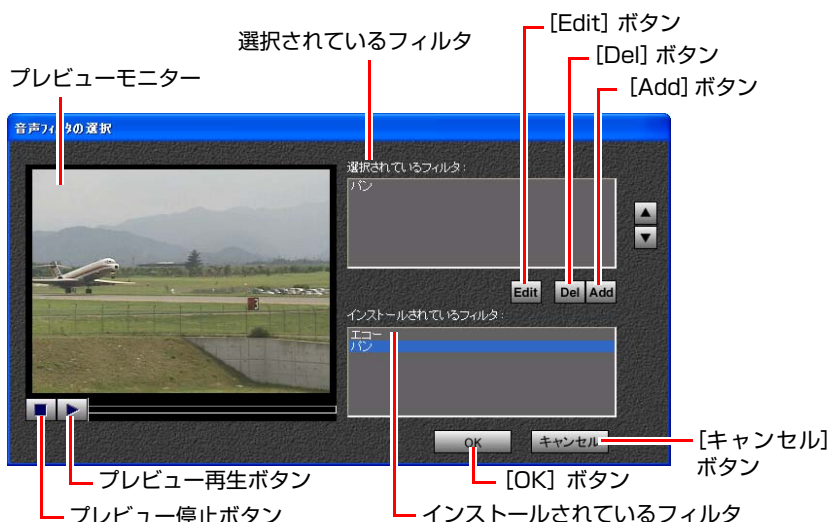 [Edit] ボタン
選択されているフィルタ
[Del] ボタン
プレビューモニター
[Add] ボタン
音声フィルタの選択
選択されているフィルタ:
パン
Edit
Del
Add
インストールされているフィルタ:
エコー
パン
OK
キャンセル
[キャンセル]
ボタン
プレビュー再生ボタン
[OK] ボタン
プレビュー停止ボタン
インストールされているフィルタ